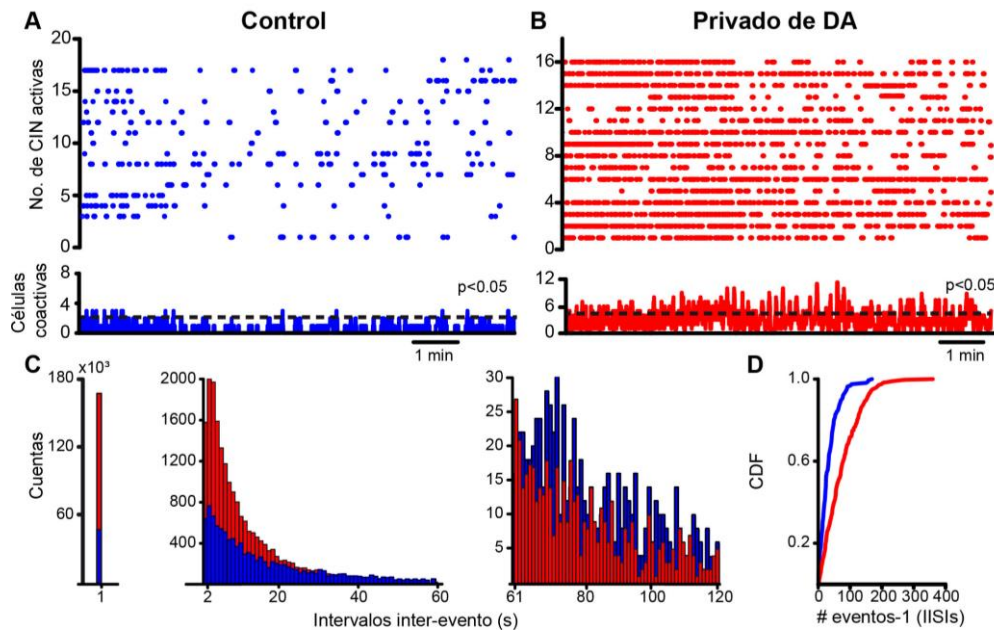 A Control
B Privado de DA
No. de CIN activas
20
15
10
5
0
16
12
8
4
0
Células
coactivas
8
4
0
p<0.05
1 min
12
6
0
p<0.05
1 min
C
x10³
Cuentas
180
120
60
1
2000
1600
1200
800
400
2 20 40 60
30
25
20
15
10
5
61 80 100 120
Intervalos inter-evento (s)
D
CDF
1.0
0.6
0.2
0 100 200 300 400
# eventos-1 (IISIs)